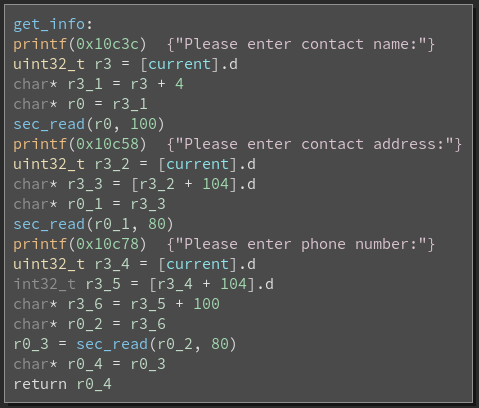 get_info:
printf(0x10c3c)  {"Please enter contact name:"}
uint32_t r3 = [current].d
char* r3_1 = r3 + 4
char* r0 = r3_1
sec_read(r0, 100)
printf(0x10c58)  {"Please enter contact address:"}
uint32_t r3_2 = [current].d
char* r3_3 = [r3_2 + 104].d
char* r0_1 = r3_3
sec_read(r0_1, 80)
printf(0x10c78)  {"Please enter phone number:"}
uint32_t r3_4 = [current].d
int32_t r3_5 = [r3_4 + 104].d
char* r3_6 = r3_5 + 100
char* r0_2 = r3_6
r0_3 = sec_read(r0_2, 80)
char* r0_4 = r0_3
return r0_4